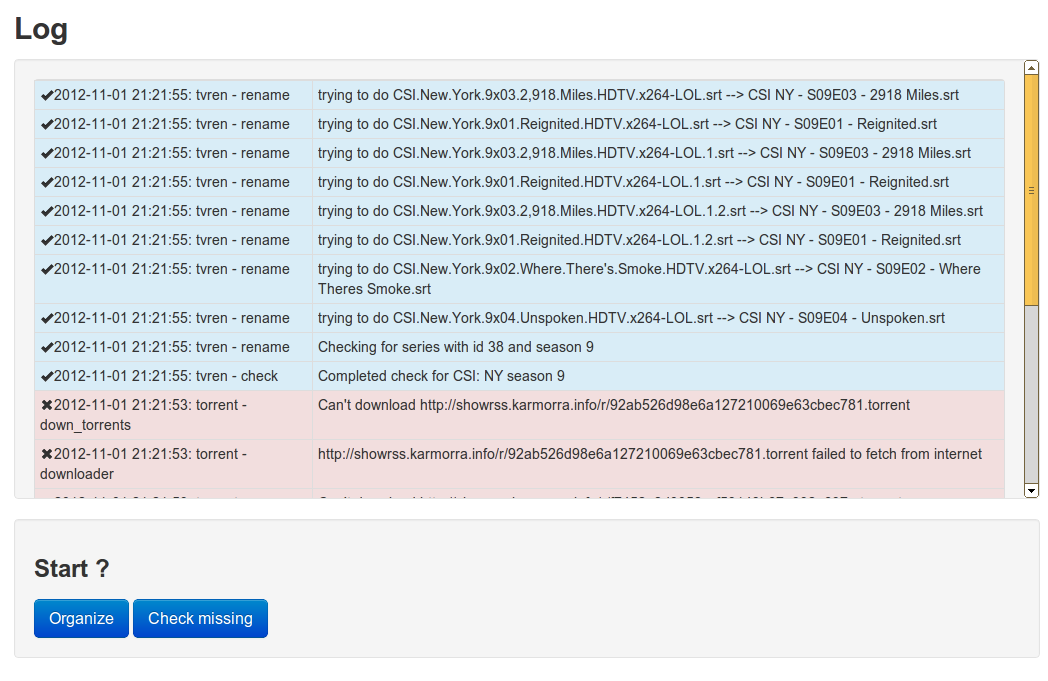 Log
2012-11-01 21:21:55: tvren - rename trying to do CSI.New.York.9x03.2,918.Miles.HDTV.x264-LOL.srt --> CSI NY - S09E03 - 2918 Miles.srt
2012-11-01 21:21:55: tvren - rename trying to do CSI.New.York.9x01.Reignited.HDTV.x264-LOL.srt --> CSI NY - S09E01 - Reignited.srt
2012-11-01 21:21:55: tvren - rename trying to do CSI.New.York.9x03.2,918.Miles.HDTV.x264-LOL.1.srt --> CSI NY - S09E03 - 2918 Miles.srt
2012-11-01 21:21:55: tvren - rename trying to do CSI.New.York.9x01.Reignited.HDTV.x264-LOL.1.srt --> CSI NY - S09E01 - Reignited.srt
2012-11-01 21:21:55: tvren - rename trying to do CSI.New.York.9x03.2,918.Miles.HDTV.x264-LOL.1.2.srt --> CSI NY - S09E03 - 2918 Miles.srt
2012-11-01 21:21:55: tvren - rename trying to do CSI.New.York.9x01.Reignited.HDTV.x264-LOL.1.2.srt --> CSI NY - S09E01 - Reignited.srt
2012-11-01 21:21:55: tvren - rename trying to do CSI.New.York.9x02.Where.There's.Smoke.HDTV.x264-LOL.srt --> CSI NY - S09E02 - Where
Theres Smoke.srt
2012-11-01 21:21:55: tvren - rename trying to do CSI.New.York.9x04.Unspoken.HDTV.x264-LOL.srt --> CSI NY - S09E04 - Unspoken.srt
2012-11-01 21:21:55: tvren - rename Checking for series with id 38 and season 9
2012-11-01 21:21:55: tvren - check Completed check for CSI: NY season 9
2012-11-01 21:21:53: torrent - Can't download http://showrss.karmorra.info/r/92ab526d98e6a127210069e63cbec781.torrent
down_torrents
2012-11-01 21:21:53: torrent - http://showrss.karmorra.info/r/92ab526d98e6a127210069e63cbec781.torrent failed to fetch from internet
downloader
Start ?
Organize Check missing